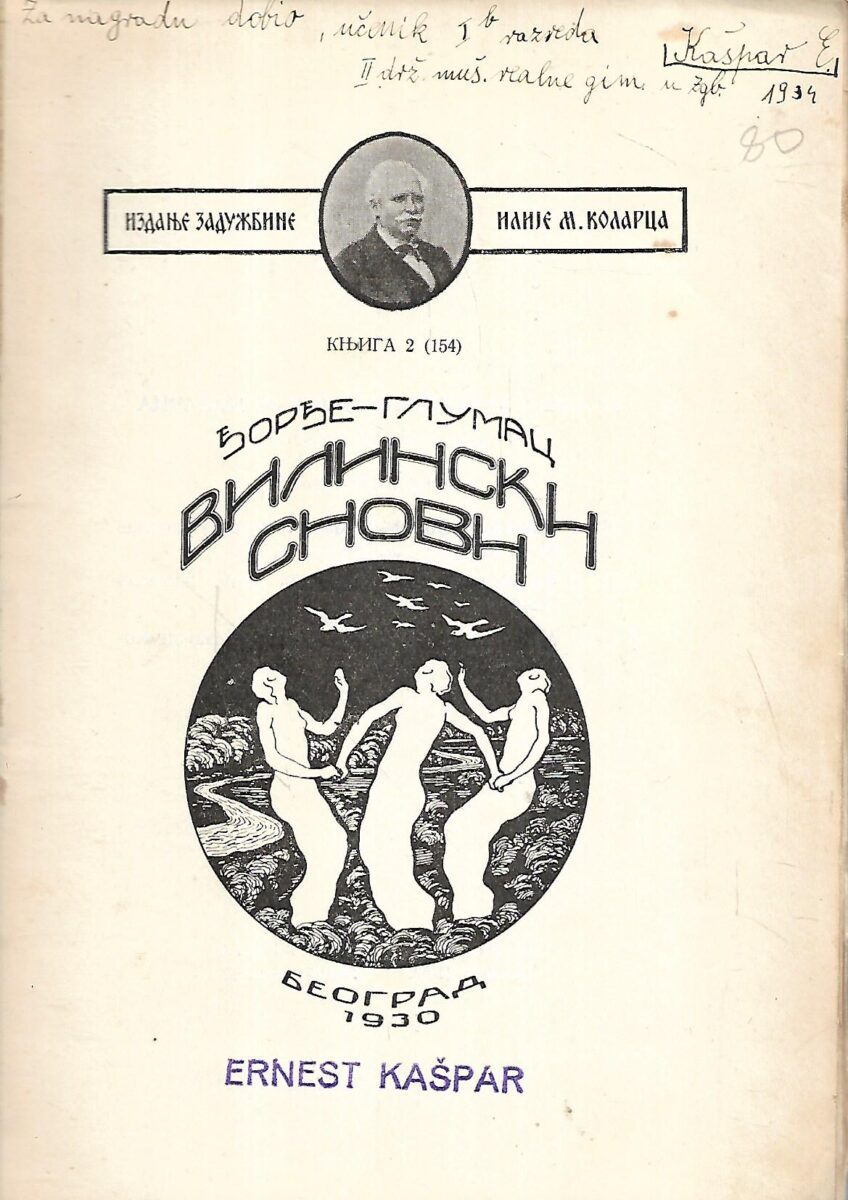 Za nagradu dobio, učenik I b razreda
Kašpar E.
II drž. muš. realne gim. u Zgb. 1934
80
ИЗДАЊЕ ЗАДУЖБИНЕ ИЛИЈЕ М. КОЛАРЦА
КЊИГА 2 (154)
ЂОРЂЕ–ГЛУМАЦ
ВИЛИНСКИ
СНОВИ
БЕОГРАД
1930
ERNEST KAŠPAR